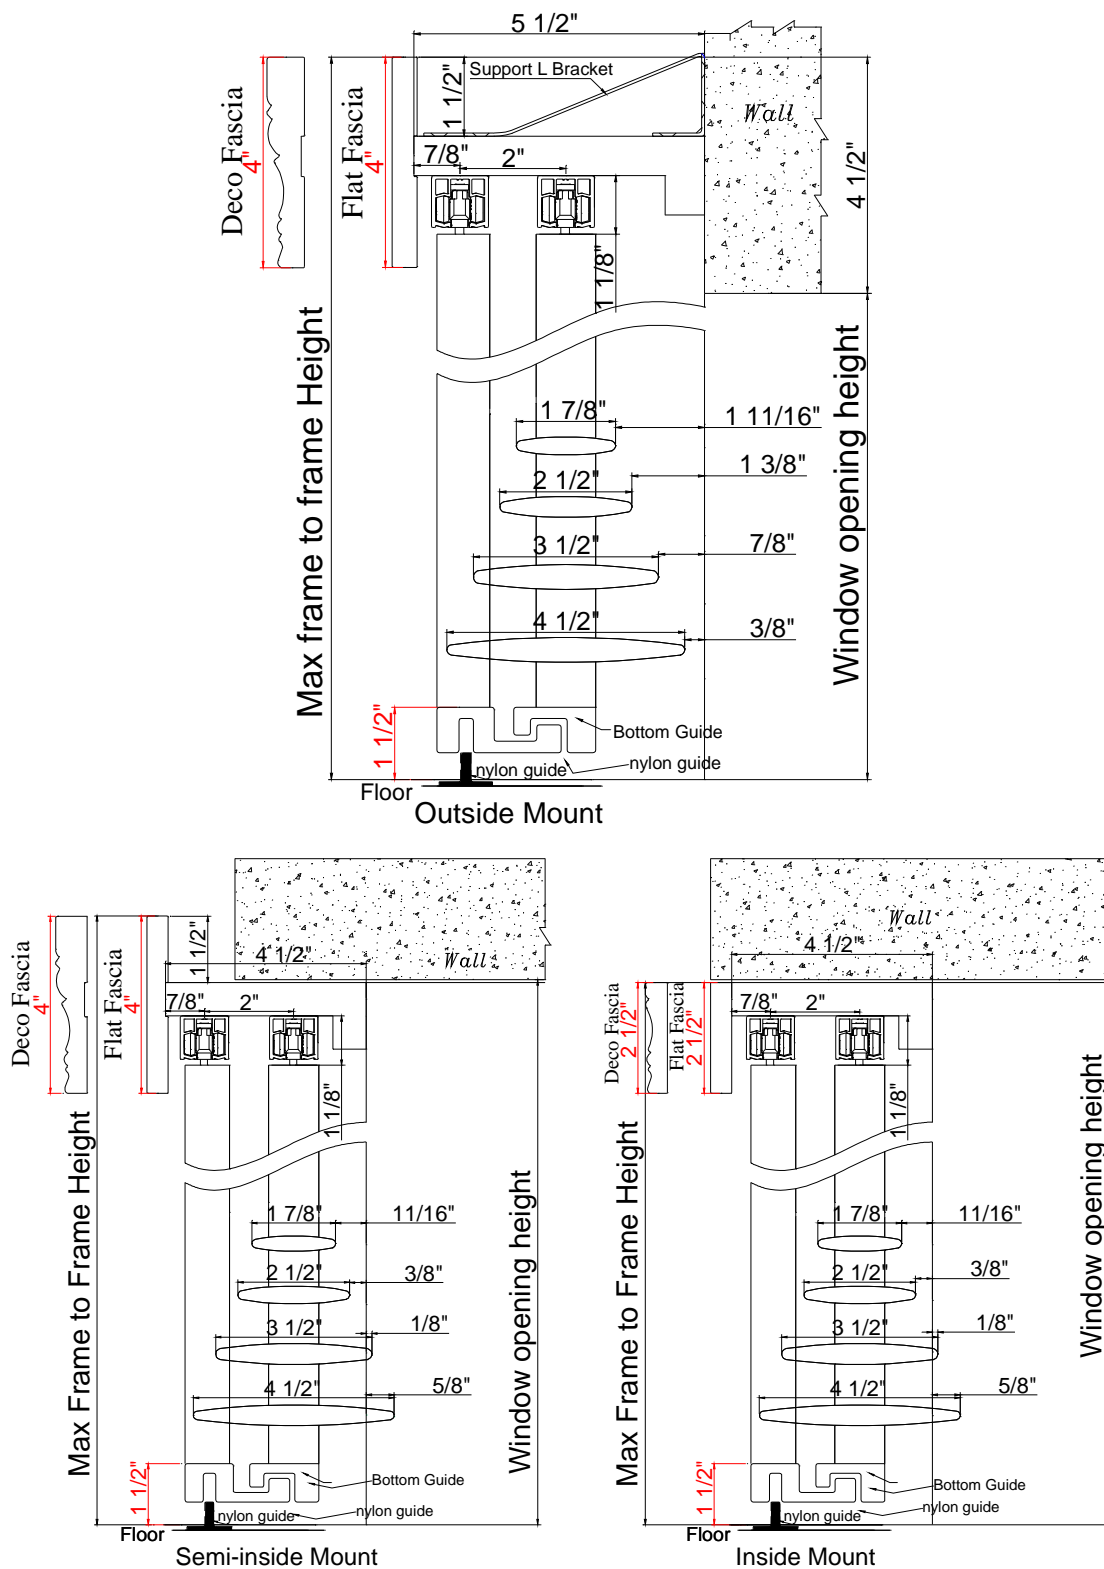 5 1/2"
Support L Bracket
1 1/2"
Wall
Deco Fascia
4"
Flat Fascia
4"
7/8"
2"
4 1/2"
1 1/8"
Max frame to frame Height
Window opening height
1 7/8"
1 11/16"
2 1/2"
1 3/8"
3 1/2"
7/8"
4 1/2"
3/8"
1 1/2"
Bottom Guide
nylon guide
nylon guide
Floor
Outside Mount
Deco Fascia
4"
Flat Fascia
4"
1 1/2"
4 1/2"
Wall
7/8"
2"
1 1/8"
Max Frame to Frame Height
Window opening height
1 7/8"
11/16"
2 1/2"
3/8"
3 1/2"
1/8"
4 1/2"
5/8"
1 1/2"
Bottom Guide
nylon guide
nylon guide
Floor
Semi-inside Mount
Wall
4 1/2"
Deco Fascia
2 1/2"
Flat Fascia
2 1/2"
7/8"
2"
1 1/8"
Max Frame to Frame Height
Window opening height
1 7/8"
11/16"
2 1/2"
3/8"
3 1/2"
1/8"
4 1/2"
5/8"
1 1/2"
Bottom Guide
nylon guide
nylon guide
Floor
Inside Mount